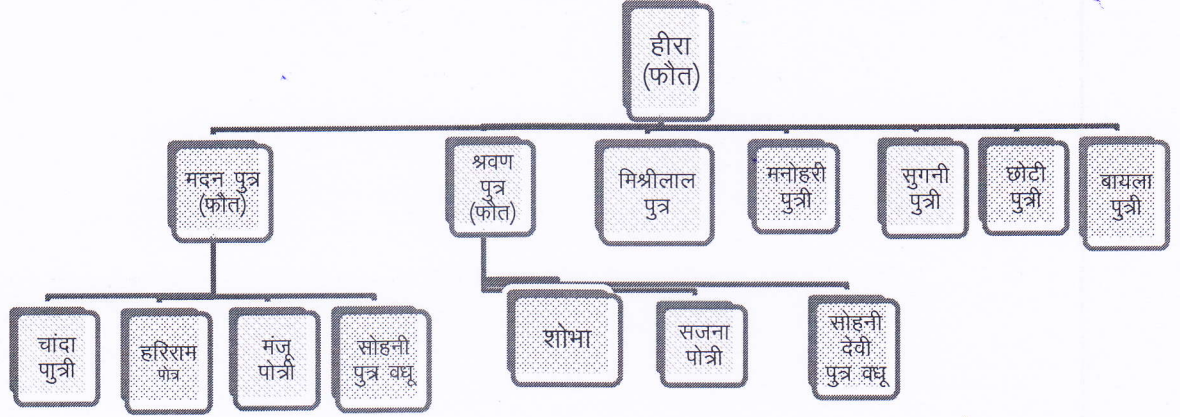 हीरा
(फौत)
मदन पुत्र
(फौत)
श्रवण
पुत्र
(फौत)
मिश्रीलाल
पुत्र
मनोहरी
पुत्री
सुगनी
पुत्री
छोटी
पुत्री
बायला
पुत्री
चांदा
पाुत्री
हरिराम
पोत्र
मंजू
पोत्री
सोहनी
पुत्र वधू
शोभा
सजना
पोत्री
सोहनी
देवी
पुत्र वधू